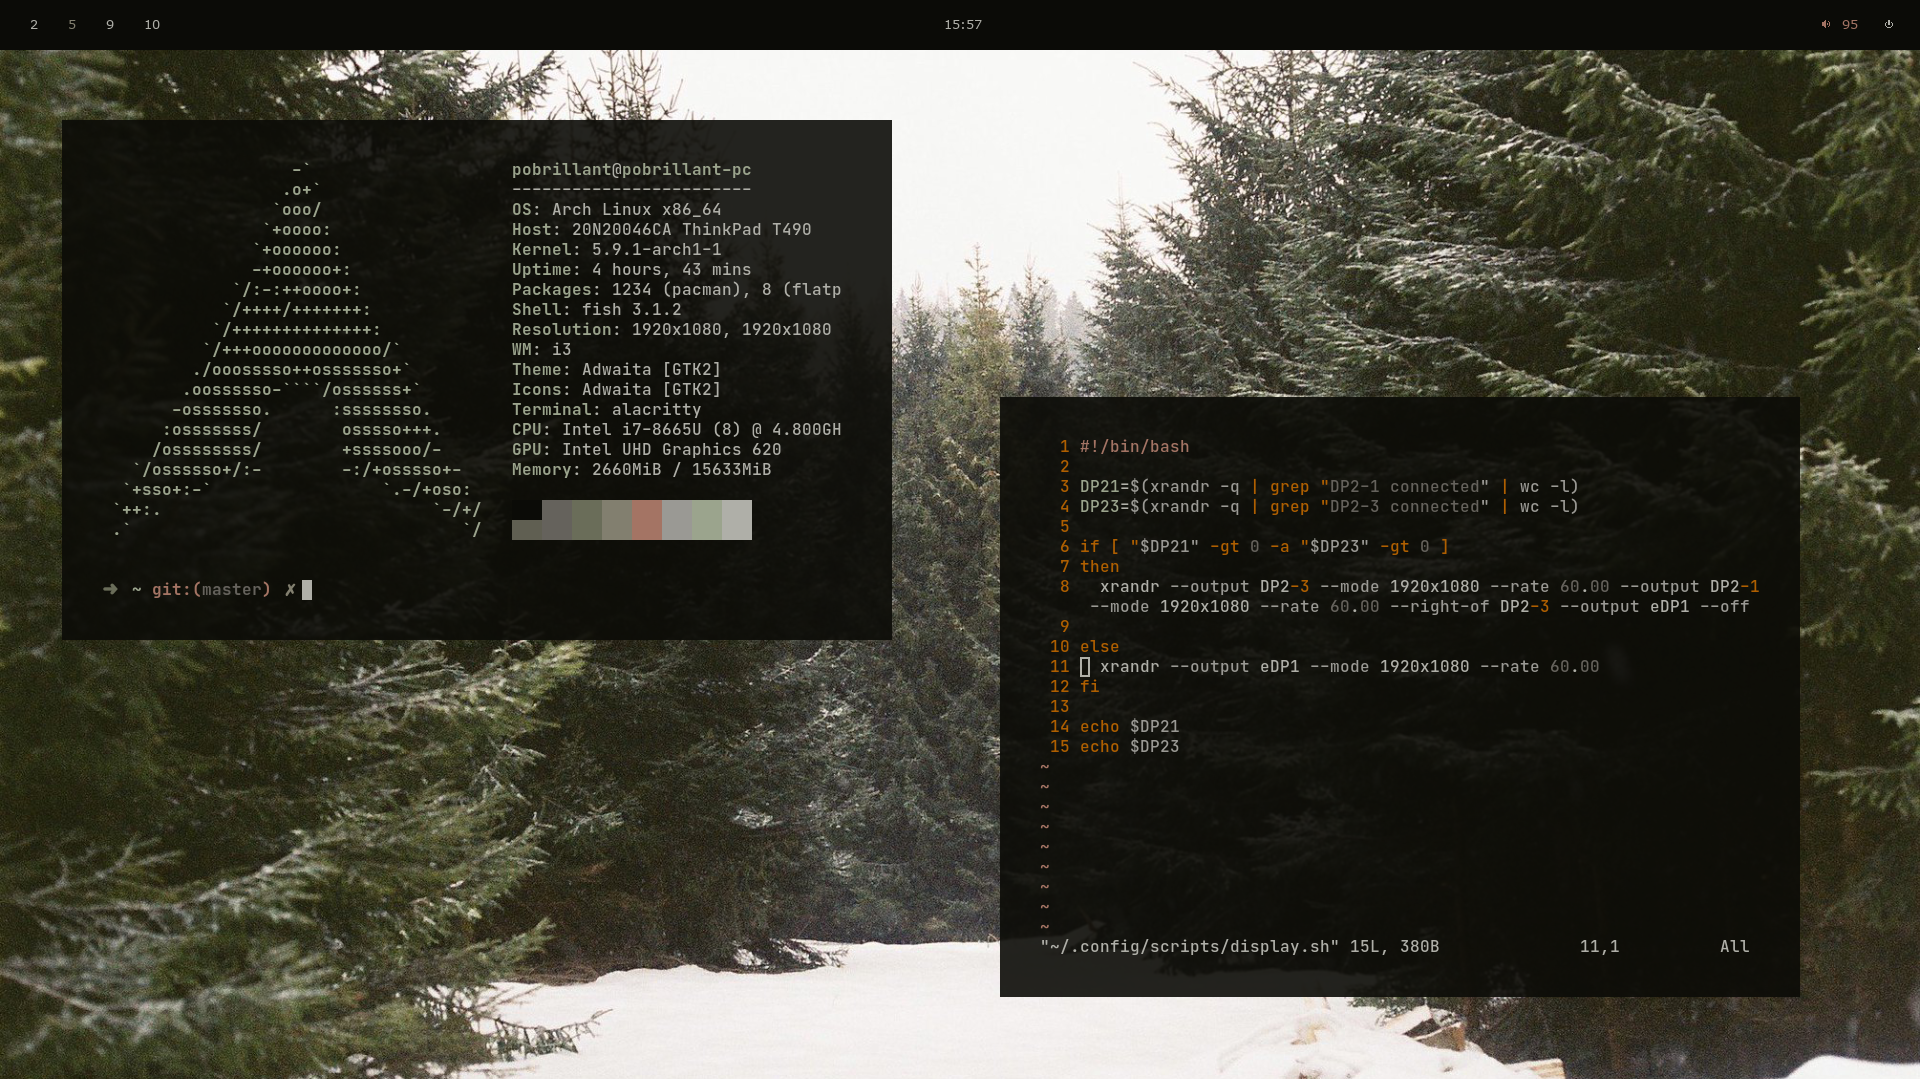 2 5 9 10 15:57 95
-`
.o+`
`ooo/
`+oooo:
`+oooooo:
-+oooooo+:
`/:-:++oooo+:
`/++++/+++++++:
`/++++++++++++++:
`/+++ooooooooooooo/`
./ooosssso++osssssso+`
.oossssso-````/ossssss+`
-osssssso.      :ssssssso.
:osssssss/        osssso+++.
/ossssssss/        +ssssooo/-
`/ossssso+/:-        -:/+osssso+-
`+sso+:-`                 `.-/+oso:
`++:.                           `-/+/
.`                                 `/
pobrillant@pobrillant-pc
------------------------
OS: Arch Linux x86_64
Host: 20N20046CA ThinkPad T490
Kernel: 5.9.1-arch1-1
Uptime: 4 hours, 43 mins
Packages: 1234 (pacman), 8 (flatp
Shell: fish 3.1.2
Resolution: 1920x1080, 1920x1080
WM: i3
Theme: Adwaita [GTK2]
Icons: Adwaita [GTK2]
Terminal: alacritty
CPU: Intel i7-8665U (8) @ 4.800GH
GPU: Intel UHD Graphics 620
Memory: 2660MiB / 15633MiB
➜ ~ git:(master) ✗
1 #!/bin/bash
2
3 DP21=$(xrandr -q | grep "DP2-1 connected" | wc -l)
4 DP23=$(xrandr -q | grep "DP2-3 connected" | wc -l)
5
6 if [ "$DP21" -gt 0 -a "$DP23" -gt 0 ]
7 then
8   xrandr --output DP2-3 --mode 1920x1080 --rate 60.00 --output DP2-1
--mode 1920x1080 --rate 60.00 --right-of DP2-3 --output eDP1 --off
9
10 else
11   xrandr --output eDP1 --mode 1920x1080 --rate 60.00
12 fi
13
14 echo $DP21
15 echo $DP23
~
~
~
~
~
~
~
~
~
"~/.config/scripts/display.sh" 15L, 380B 11,1 All